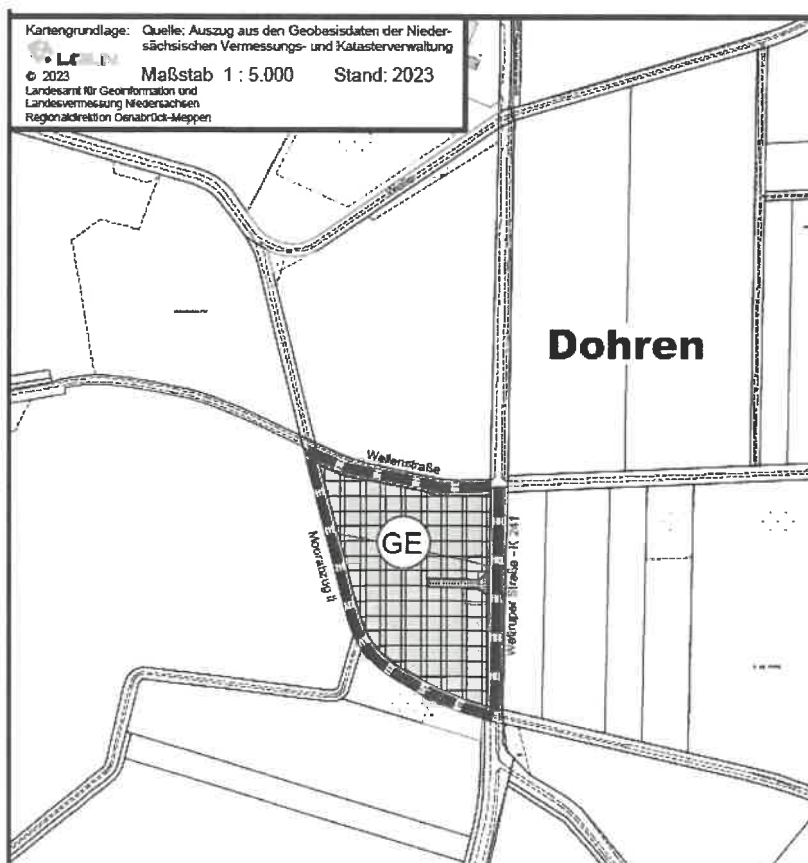 Kartengrundlage: Quelle: Auszug aus den Geobasisdaten der Nieder-
sächsischen Vermessungs- und Katasterverwaltung
© 2023 Maßstab 1 : 5.000 Stand: 2023
Landesamt für Geoinformation und
Landesvermessung Niedersachsen
Regionaldirektion Osnabrück-Meppen
Dohren
Wellenstraße
GE
Moorabzug II
Wettruper Straße - K 241